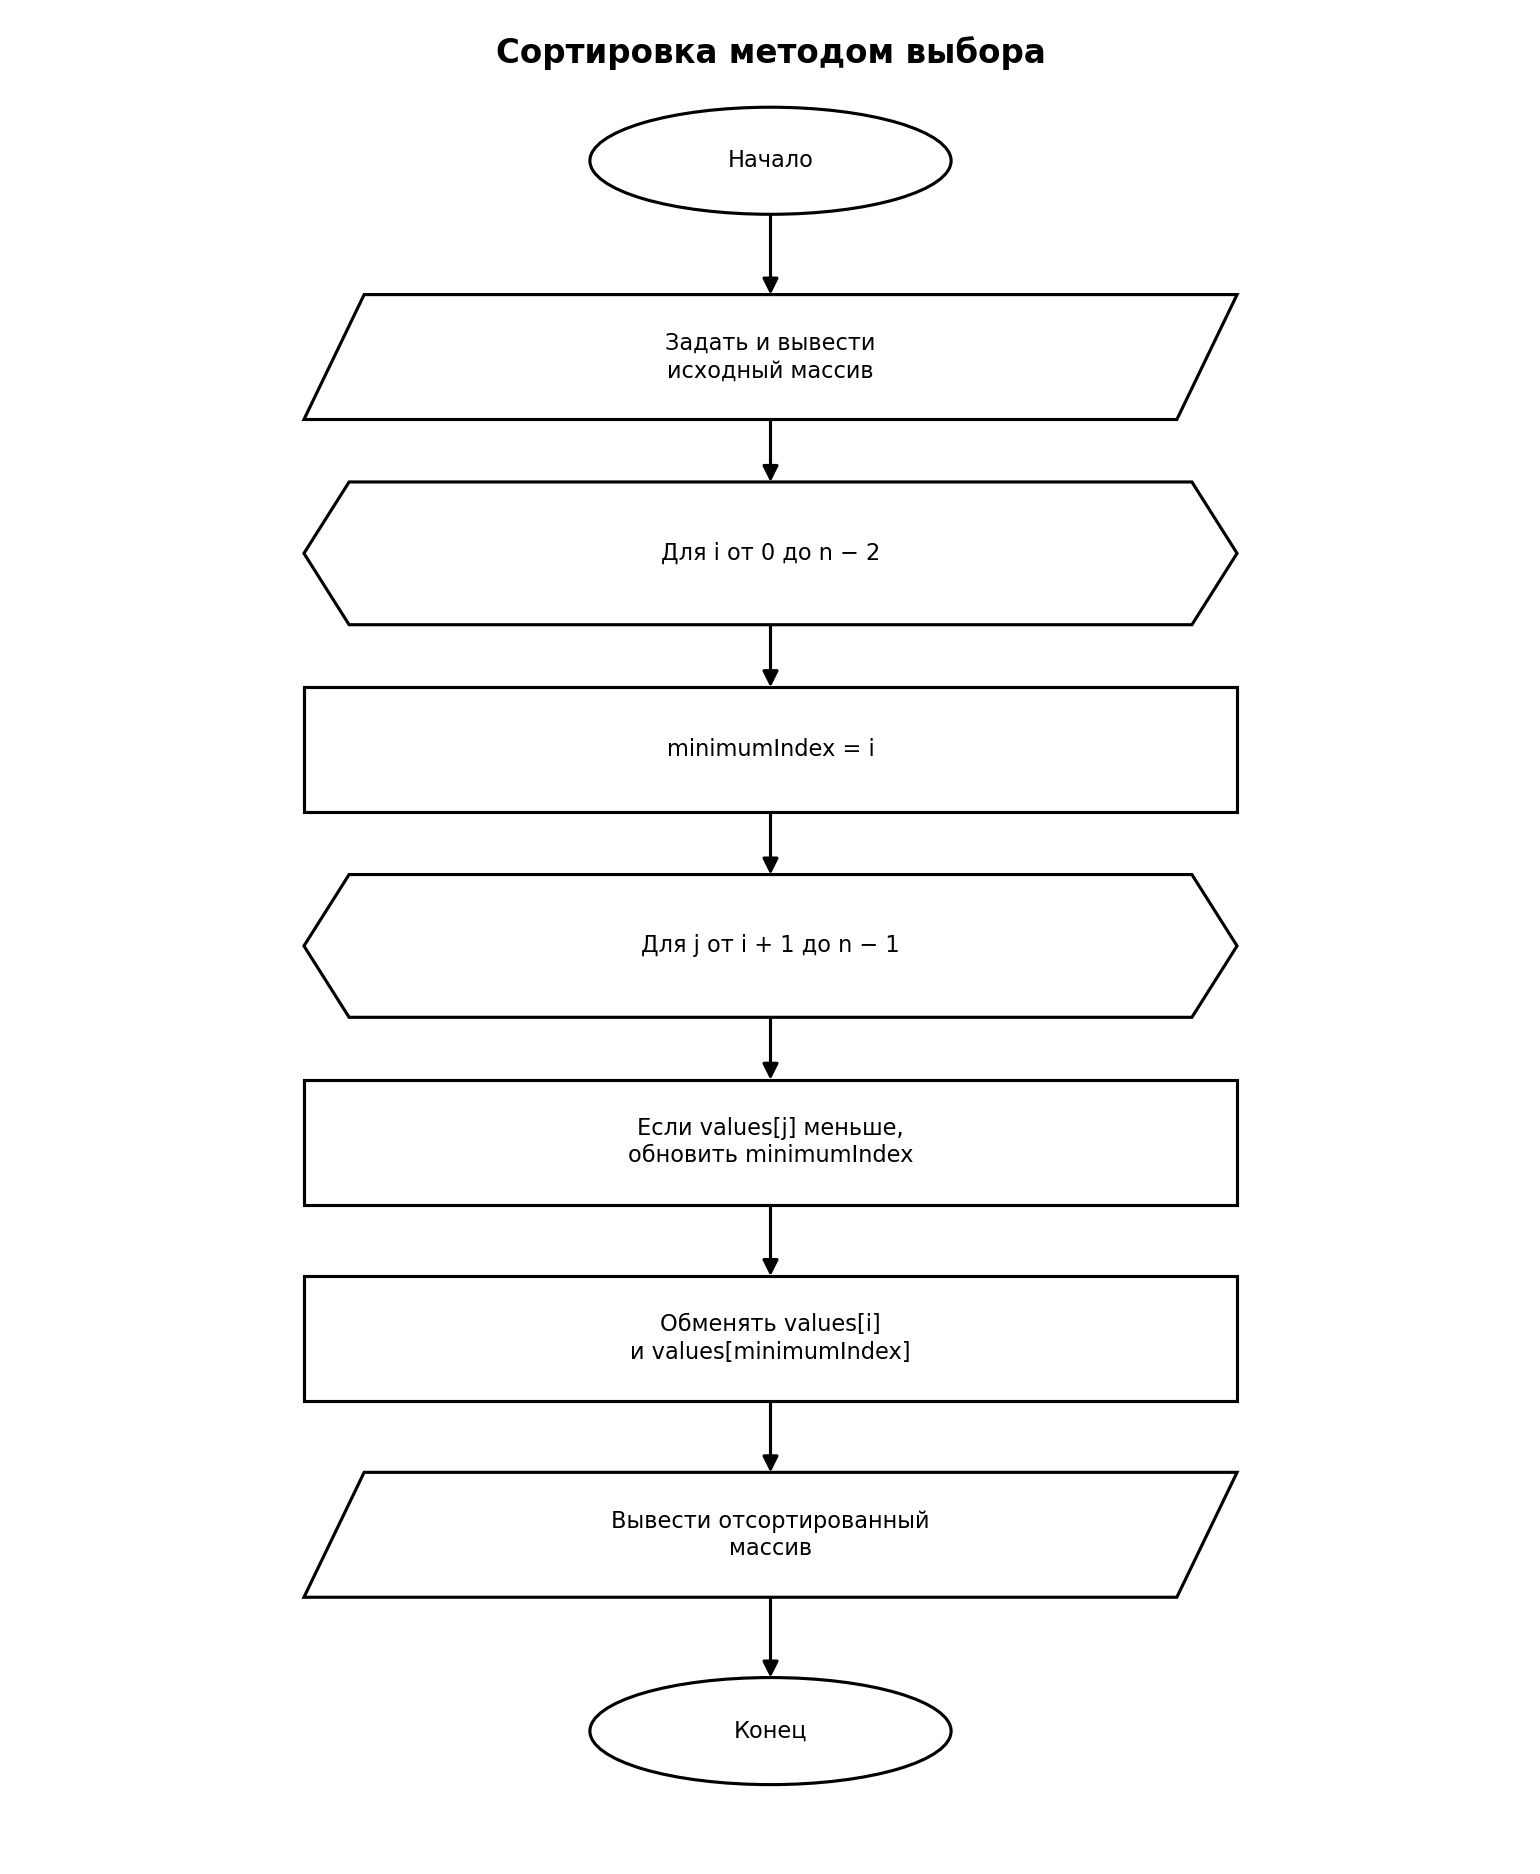 Сортировка методом выбора
Начало
Задать и вывести
исходный массив
Для i от 0 до n − 2
minimumIndex = i
Для j от i + 1 до n − 1
Если values[j] меньше,
обновить minimumIndex
Обменять values[i]
и values[minimumIndex]
Вывести отсортированный
массив
Конец